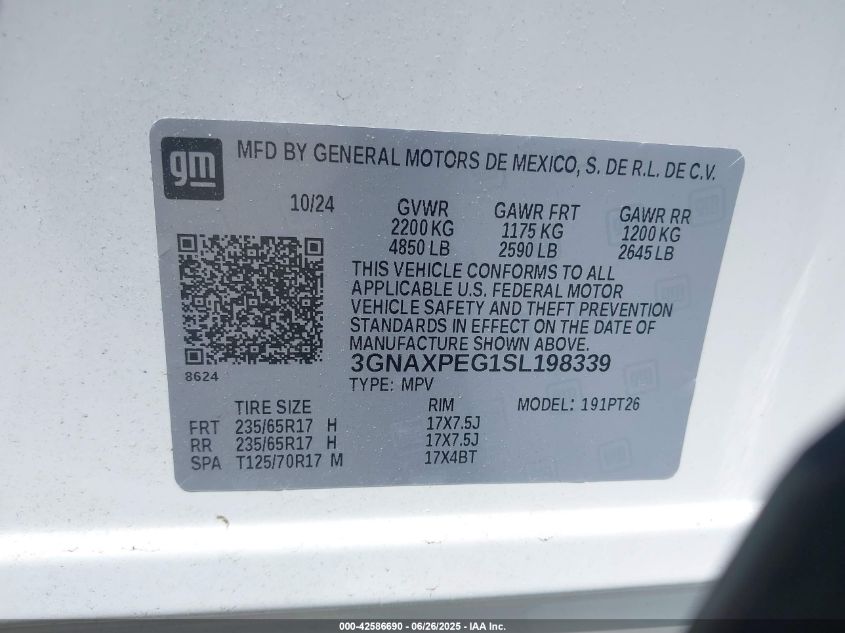 gm
MFD BY GENERAL MOTORS DE MEXICO, S. DE R.L. DE C.V.
10/24
GVWR GAWR FRT GAWR RR
2200 KG 1175 KG 1200 KG
4850 LB 2590 LB 2645 LB
THIS VEHICLE CONFORMS TO ALL
APPLICABLE U.S. FEDERAL MOTOR
VEHICLE SAFETY AND THEFT PREVENTION
STANDARDS IN EFFECT ON THE DATE OF
MANUFACTURE SHOWN ABOVE.
8624
3GNAXPEG1SL198339
TYPE: MPV
TIRE SIZE RIM MODEL: 191PT26
FRT 235/65R17 H 17X7.5J
RR 235/65R17 H 17X7.5J
SPA T125/70R17 M 17X4BT
000-42586690 - 06/26/2025 - IAA Inc.